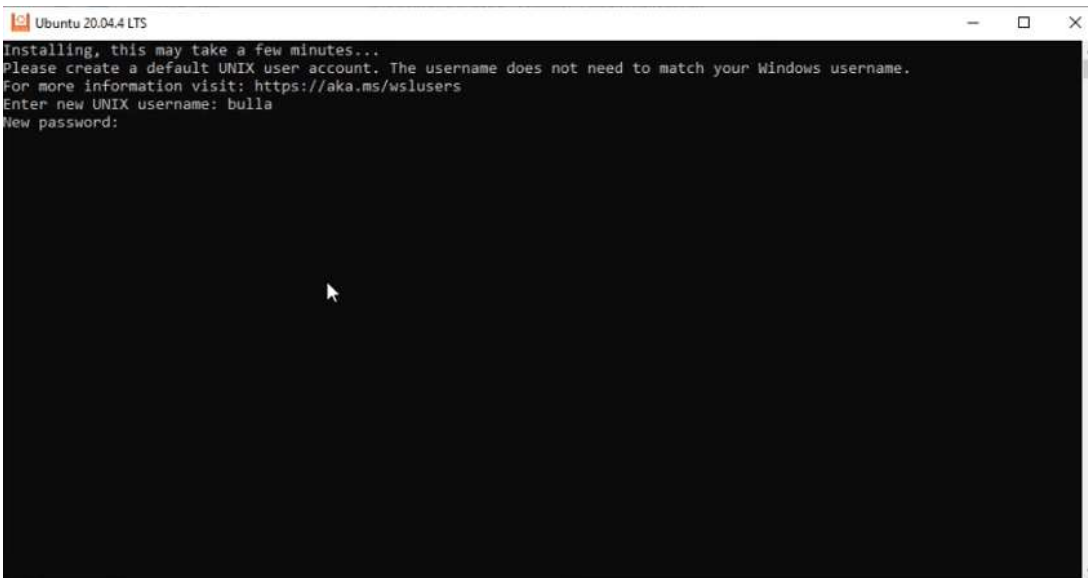 Ubuntu 20.04.4 LTS
Installing, this may take a few minutes...
Please create a default UNIX user account. The username does not need to match your Windows username.
For more information visit: https://aka.ms/wslusers
Enter new UNIX username: bulla
New password: